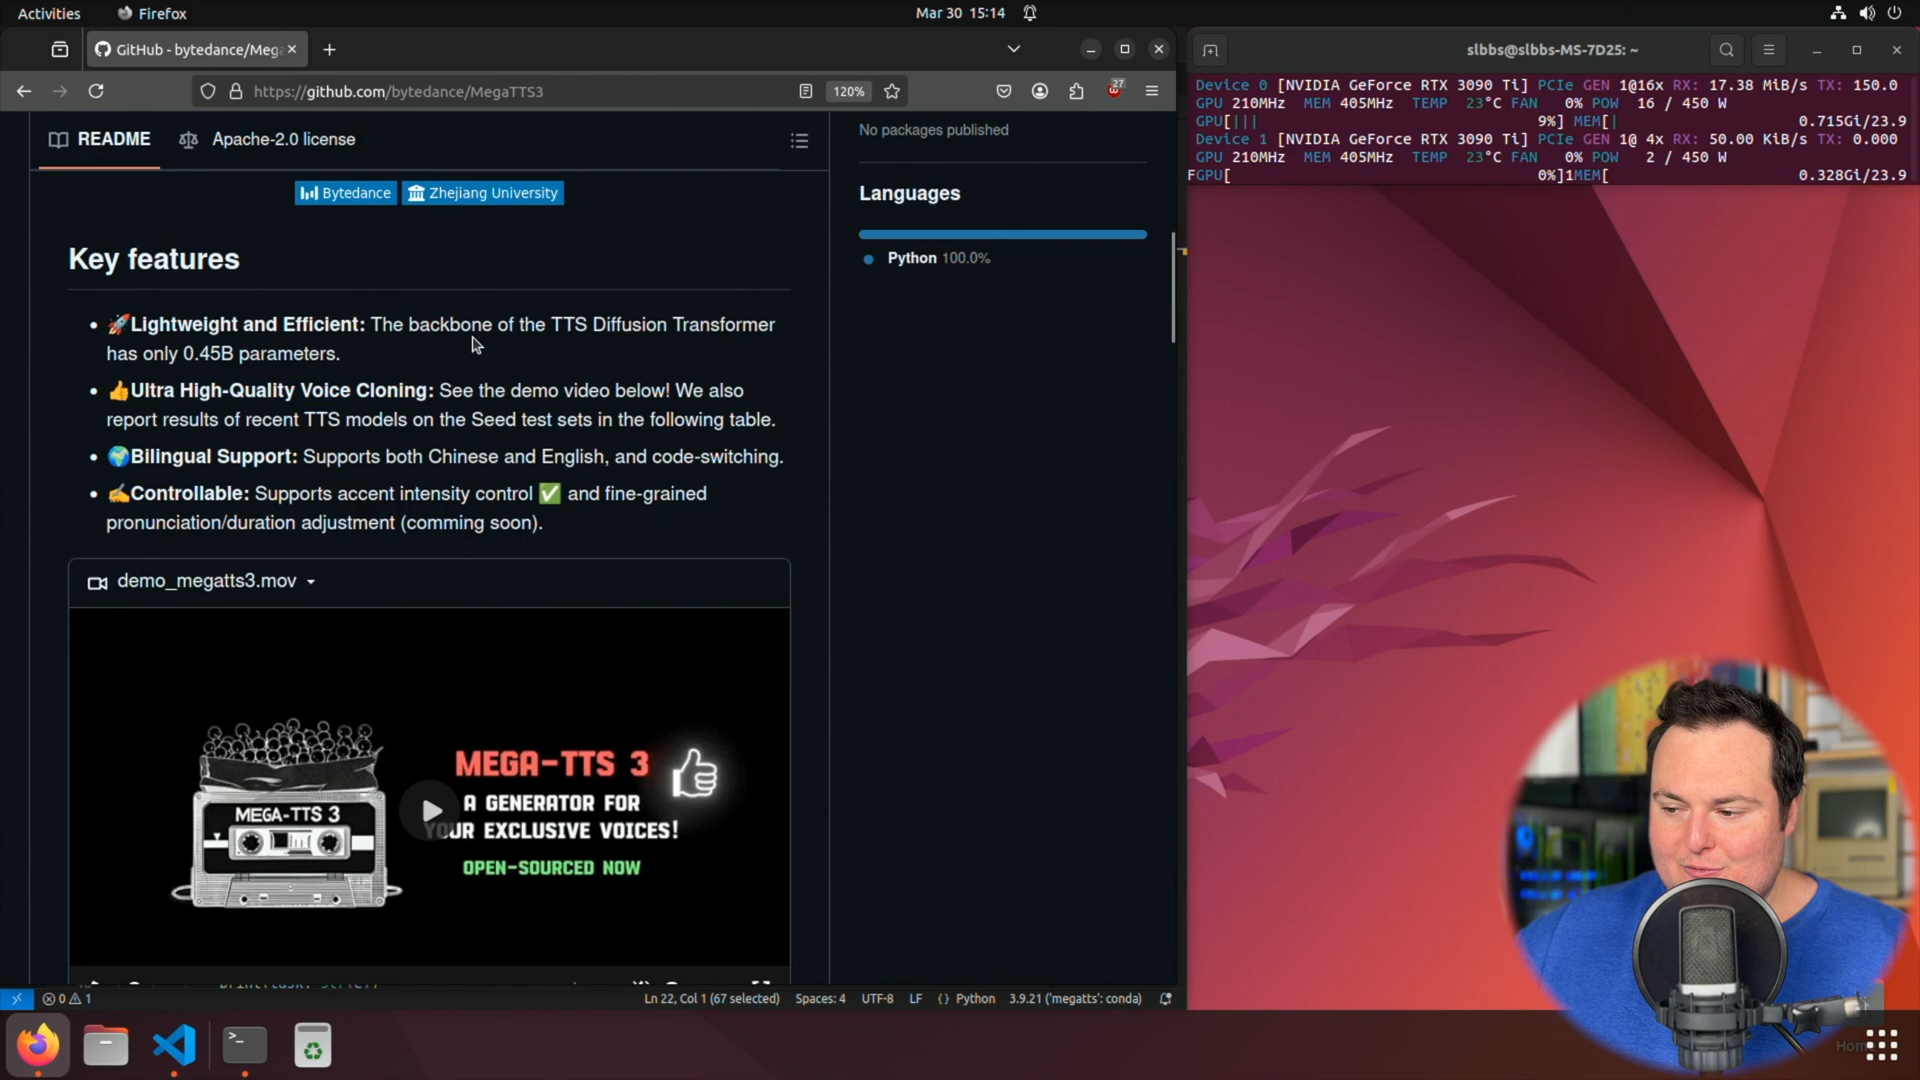 Activities
Firefox
Mar 30 15:14
GitHub - bytedance/Mega
https://github.com/bytedance/MegaTTS3
120%
27
README
Apache-2.0 license
Bytedance
Zhejiang University
Key features
🚀Lightweight and Efficient: The backbone of the TTS Diffusion Transformer
has only 0.45B parameters.
👍Ultra High-Quality Voice Cloning: See the demo video below! We also
report results of recent TTS models on the Seed test sets in the following table.
🌍Bilingual Support: Supports both Chinese and English, and code-switching.
✍️Controllable: Supports accent intensity control ✅ and fine-grained
pronunciation/duration adjustment (comming soon).
demo_megatts3.mov
MEGA-TTS 3
MEGA-TTS 3
A GENERATOR FOR
YOUR EXCLUSIVE VOICES!
OPEN-SOURCED NOW
No packages published
Languages
Python 100.0%
slbbs@slbbs-MS-7D25: ~
Device 0 [NVIDIA GeForce RTX 3090 Ti] PCIe GEN 1@16x RX: 17.38 MiB/s TX: 150.0
GPU 210MHz MEM 405MHz TEMP 23°C FAN 0% POW 16 / 450 W
GPU[||| 9%] MEM[| 0.715Gi/23.9
Device 1 [NVIDIA GeForce RTX 3090 Ti] PCIe GEN 1@ 4x RX: 50.00 KiB/s TX: 0.000
GPU 210MHz MEM 405MHz TEMP 23°C FAN 0% POW 2 / 450 W
FGPU[ 0%]1MEM[ 0.328Gi/23.9
0 1
Ln 22, Col 1 (67 selected)
Spaces: 4
UTF-8
LF
{} Python
3.9.21 ('megatts': conda)